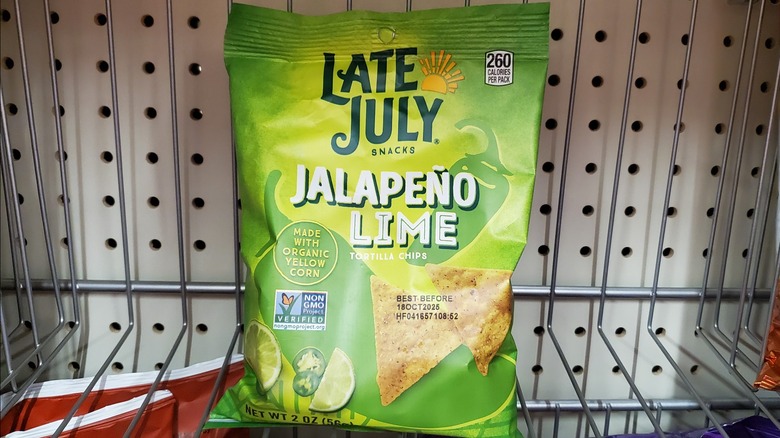 LATE
JULY®
SNACKS
260
CALORIES
PER PACK
JALAPEÑO
LIME
TORTILLA CHIPS
MADE
WITH
ORGANIC
YELLOW
CORN
NON
GMO
Project
VERIFIED
nongmoproject.org
BEST BEFORE
18OCT2025
HF041657108:52
NET WT 2 OZ (56